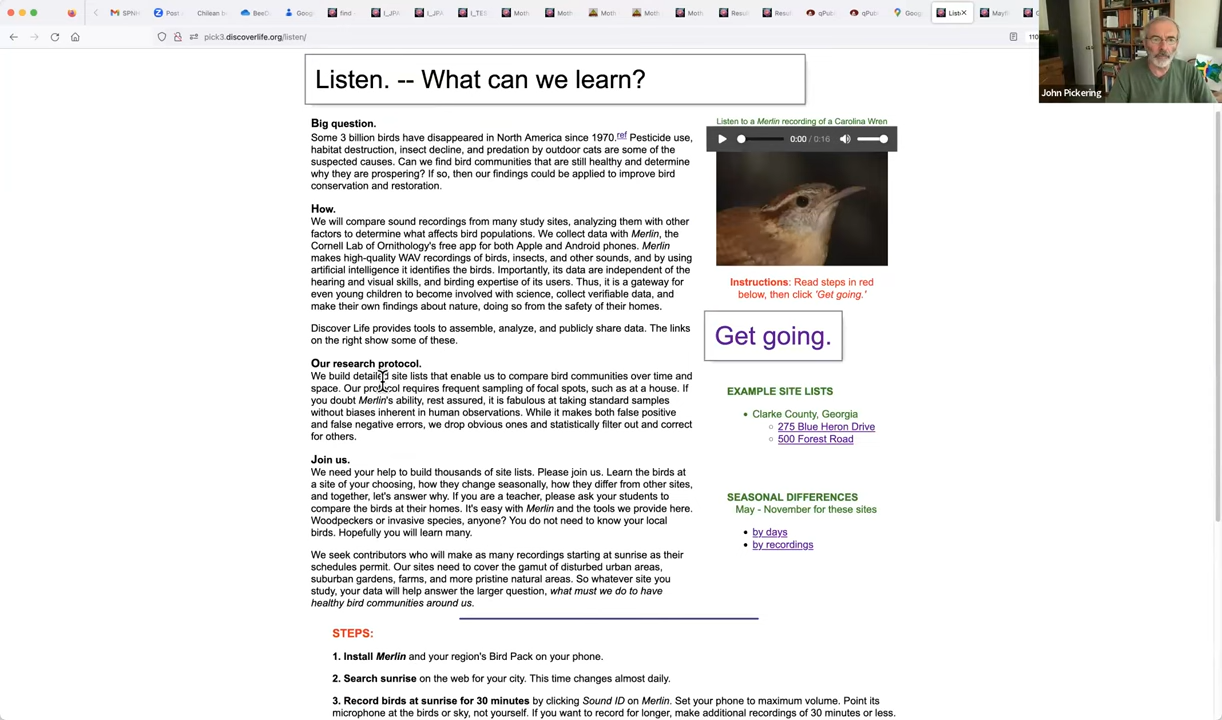 SPNH
Post
Chilean b
BeeD
Goog
find -
I_JPA
I_JPA
I_TES
Moth
Moth
Moth
Moth
Moth
Resul
Resul
qPub
qPub
Goog
List
May1
pick3.discoverlife.org/listen/
110
John Pickering
Listen. -- What can we learn?
Big question.
Some 3 billion birds have disappeared in North America since 1970.ref Pesticide use,
habitat destruction, insect decline, and predation by outdoor cats are some of the
suspected causes. Can we find bird communities that are still healthy and determine
why they are prospering? If so, then our findings could be applied to improve bird
conservation and restoration.
How.
We will compare sound recordings from many study sites, analyzing them with other
factors to determine what affects bird populations. We collect data with Merlin, the
Cornell Lab of Ornithology's free app for both Apple and Android phones. Merlin
makes high-quality WAV recordings of birds, insects, and other sounds, and by using
artificial intelligence it identifies the birds. Importantly, its data are independent of the
hearing and visual skills, and birding expertise of its users. Thus, it is a gateway for
even young children to become involved with science, collect verifiable data, and
make their own findings about nature, doing so from the safety of their homes.
Discover Life provides tools to assemble, analyze, and publicly share data. The links
on the right show some of these.
Our research protocol.
We build detailed site lists that enable us to compare bird communities over time and
space. Our protocol requires frequent sampling of focal spots, such as at a house. If
you doubt Merlin's ability, rest assured, it is fabulous at taking standard samples
without biases inherent in human observations. While it makes both false positive
and false negative errors, we drop obvious ones and statistically filter out and correct
for others.
Join us.
We need your help to build thousands of site lists. Please join us. Learn the birds at
a site of your choosing, how they change seasonally, how they differ from other sites,
and together, let's answer why. If you are a teacher, please ask your students to
compare the birds at their homes. It's easy with Merlin and the tools we provide here.
Woodpeckers or invasive species, anyone? You do not need to know your local
birds. Hopefully you will learn many.
We seek contributors who will make as many recordings starting at sunrise as their
schedules permit. Our sites need to cover the gamut of disturbed urban areas,
suburban gardens, farms, and more pristine natural areas. So whatever site you
study, your data will help answer the larger question, what must we do to have
healthy bird communities around us.
Listen to a Merlin recording of a Carolina Wren
0:00 / 0:16
Instructions: Read steps in red
below, then click 'Get going.'
Get going.
EXAMPLE SITE LISTS
Clarke County, Georgia
275 Blue Heron Drive
500 Forest Road
SEASONAL DIFFERENCES
May - November for these sites
by days
by recordings
STEPS:
1. Install Merlin and your region's Bird Pack on your phone.
2. Search sunrise on the web for your city. This time changes almost daily.
3. Record birds at sunrise for 30 minutes by clicking Sound ID on Merlin. Set your phone to maximum volume. Point its
microphone at the birds or sky, not yourself. If you want to record for longer, make additional recordings of 30 minutes or less.